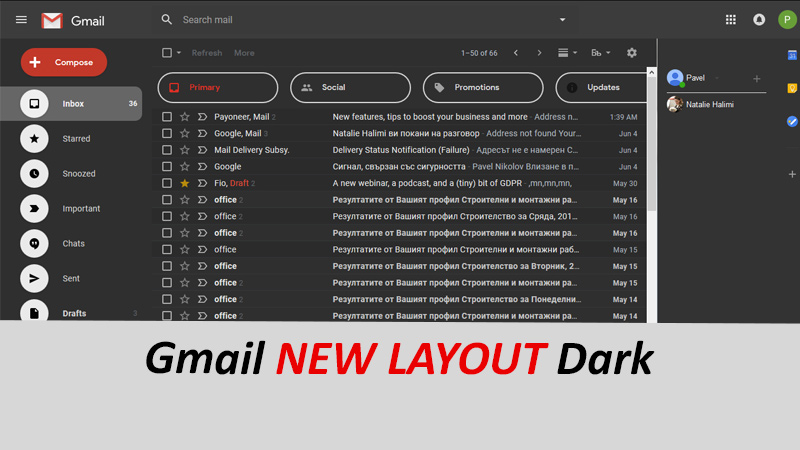 Gmail
Search mail
P
Compose
Refresh More
1–50 of 66
Бъ
31
Primary
Social
Promotions
Updates
Pavel
Natalie Halimi
Inbox 36
Starred
Snoozed
Important
Chats
Sent
Drafts 3
Payoneer, Mail 2 New features, tips to boost your business and more - Address n... 1:39 AM
Google, Mail 3 Natalie Halimi ви покани на разговор - Address not found Your... Jun 4
Mail Delivery Subsy. Delivery Status Notification (Failure) - Адресът не е намерен C... Jun 4
Google Сигнал, свързан със сигурността - Pavel Nikolov Влизане в п... Jun 4
Fio, Draft 2 A new webinar, a podcast, and a (tiny) bit of GDPR - ,mn,mn,mn, May 30
office 2 Резултатите от Вашият профил Строителни и монтажни ра... May 16
office 2 Резултатите от Вашият профил Строителство за Сряда, 201... May 16
office 2 Резултатите от Вашият профил Строителни и монтажни ра... May 16
office Резултатите от Вашият профил Строителни и монтажни раб... May 15
office Резултатите от Вашият профил Строителство за Вторник, 2... May 15
office 2 Резултатите от Вашият профил Строителни и монтажни ра... May 15
office 2 Резултатите от Вашият профил Строителство за Понеделни... May 14
office 2 Резултатите от Вашият профил Строителни и монтажни ра... May 14
Gmail NEW LAYOUT Dark